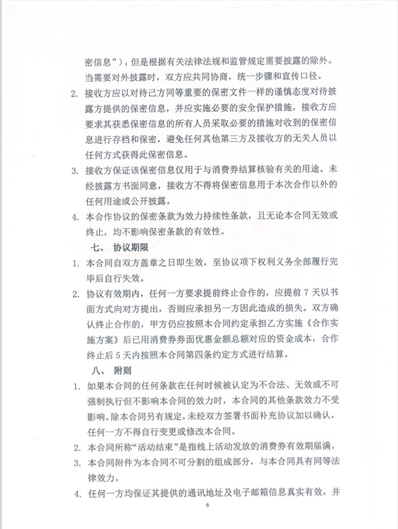 密信息”），但是根据有关法律法规和监管规定需要披露的除外。
当需要对外披露时，双方应共同协商，统一步骤和宣传口径。
2. 接收方应以对待己方同等重要的保密文件一样的谨慎态度对待披
露方提供的保密信息，并应实施必要的安全保护措施，接收方应
要求其获悉保密信息的所有人员采取必要的措施对收到的保密信
息进行存档和保密，避免任何其他第三方及接收方的无关人员以
任何方式获得此保密信息。
3. 接收方保证该保密信息仅用于与消费券结算核验有关的用途。未
经披露方书面同意，接收方不得将保密信息用于本次合作以外的
任何用途或公开披露。
4. 本合作协议的保密条款为效力持续性条款，且无论本合同无效或
终止，均不影响保密条款的有效性。
七、 协议期限
1. 本合同自双方盖章之日即生效，至协议项下权利义务全部履行完
毕后自行失效。
2. 协议有效期内，任何一方要求提前终止合作的，应提前 7 天以书
面方式向对方提出，否则应承担另一方因此造成的损失。双方确
认终止合作的，甲方仍应按照本合同约定承担乙方实施《合作实
施方案》后已用消费券面惠优金额总额对应的资金成本，合作
终止后 5 天内按照本合同第四条约定方式进行结算。
八、 附则
1. 如果本合同的任何条款在任何时候被认定为不合法、无效或不可
强制执行但不影响本合同的效力时，本合同的其他条款效力不受
影响。除本合同另有规定，未经双方签署书面补充协议加以确认，
任何一方不得自行变更或修改本合同。
2. 本合同所称“活动结束”是指线上活动发放的消费券有效期届满。
3. 本合同附件为本合同不可分割的组成部分，与本合同具有同等法
律效力。
4. 任何一方均保证其提供的通讯地址及电子邮箱信息真实有效，并
6